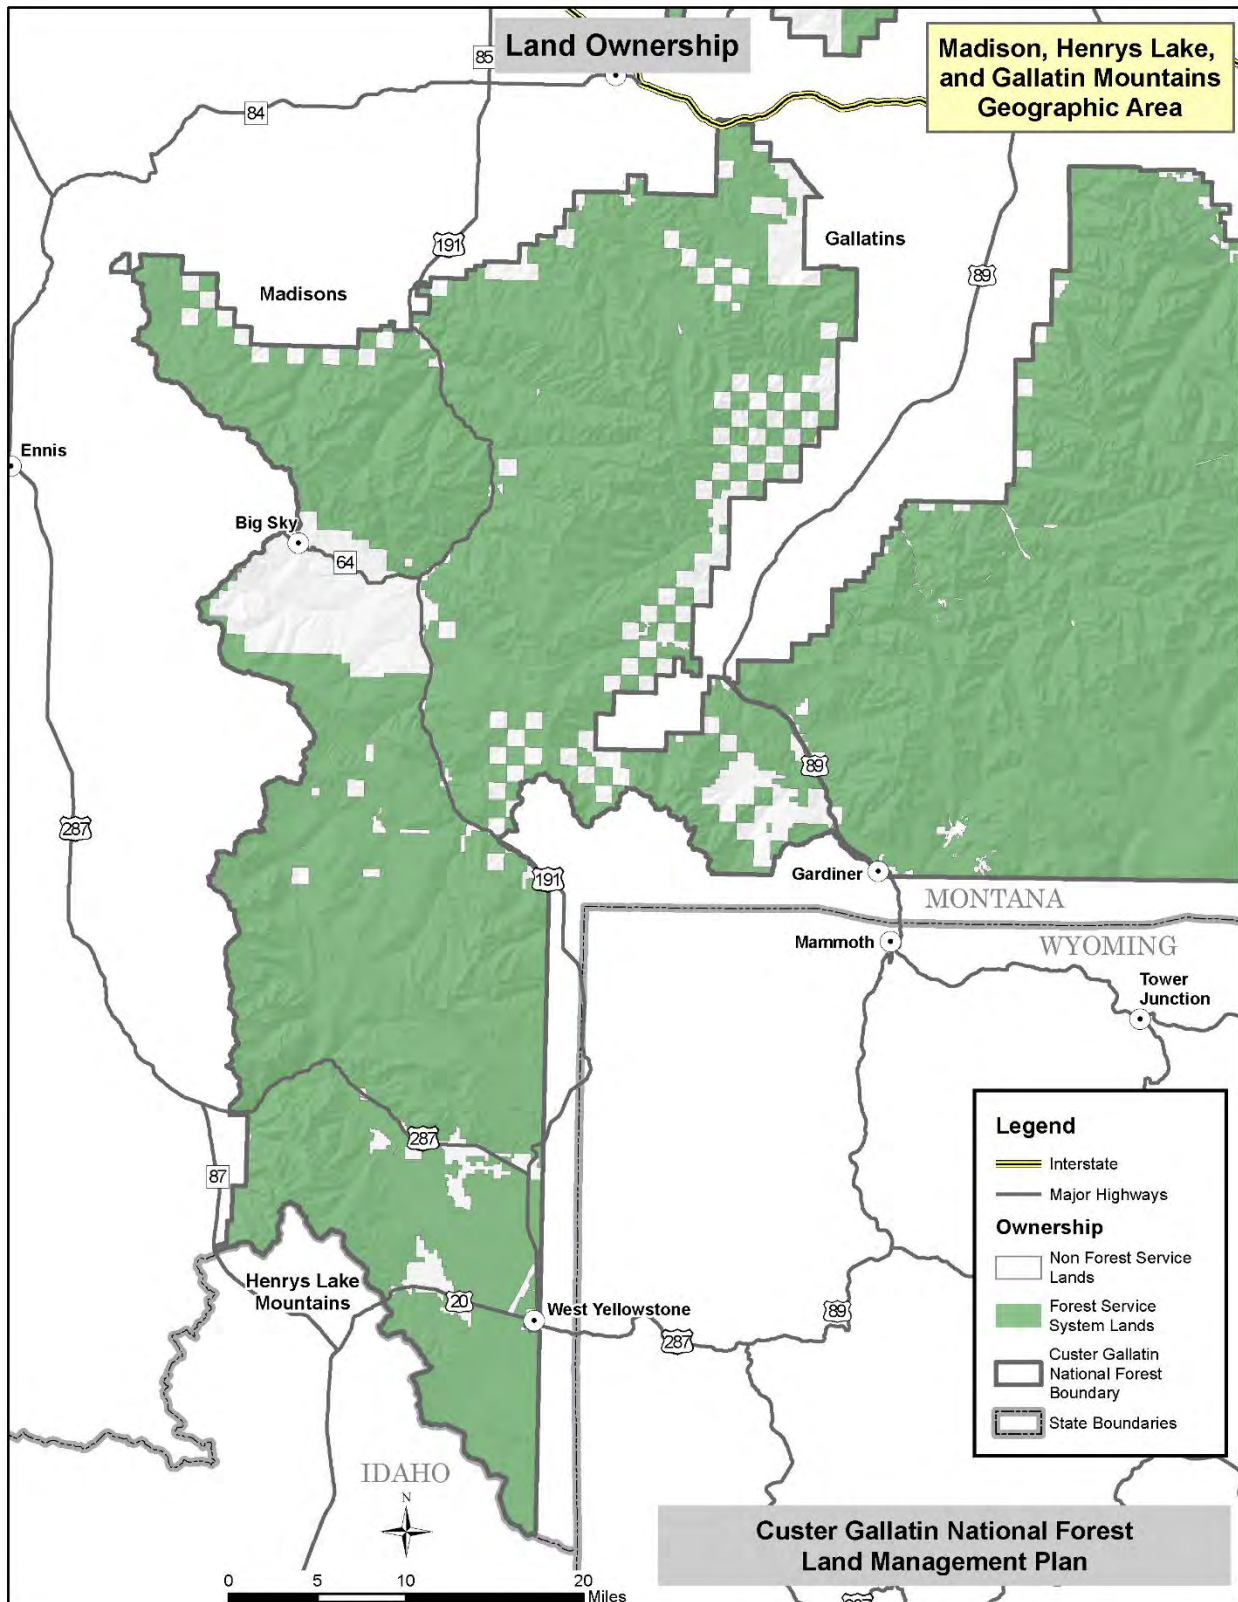 Land Ownership
Madison, Henrys Lake,
and Gallatin Mountains
Geographic Area
85
84
191
Gallatins
89
Madisons
Ennis
Big Sky
64
89
287
191
Gardiner
MONTANA
Mammoth
WYOMING
Tower
Junction
287
87
Henrys Lake
Mountains
20
West Yellowstone
89
287
IDAHO
N
Legend
Interstate
Major Highways
Ownership
Non Forest Service
Lands
Forest Service
System Lands
Custer Gallatin
National Forest
Boundary
State Boundaries
Custer Gallatin National Forest
Land Management Plan
0 5 10 20
Miles